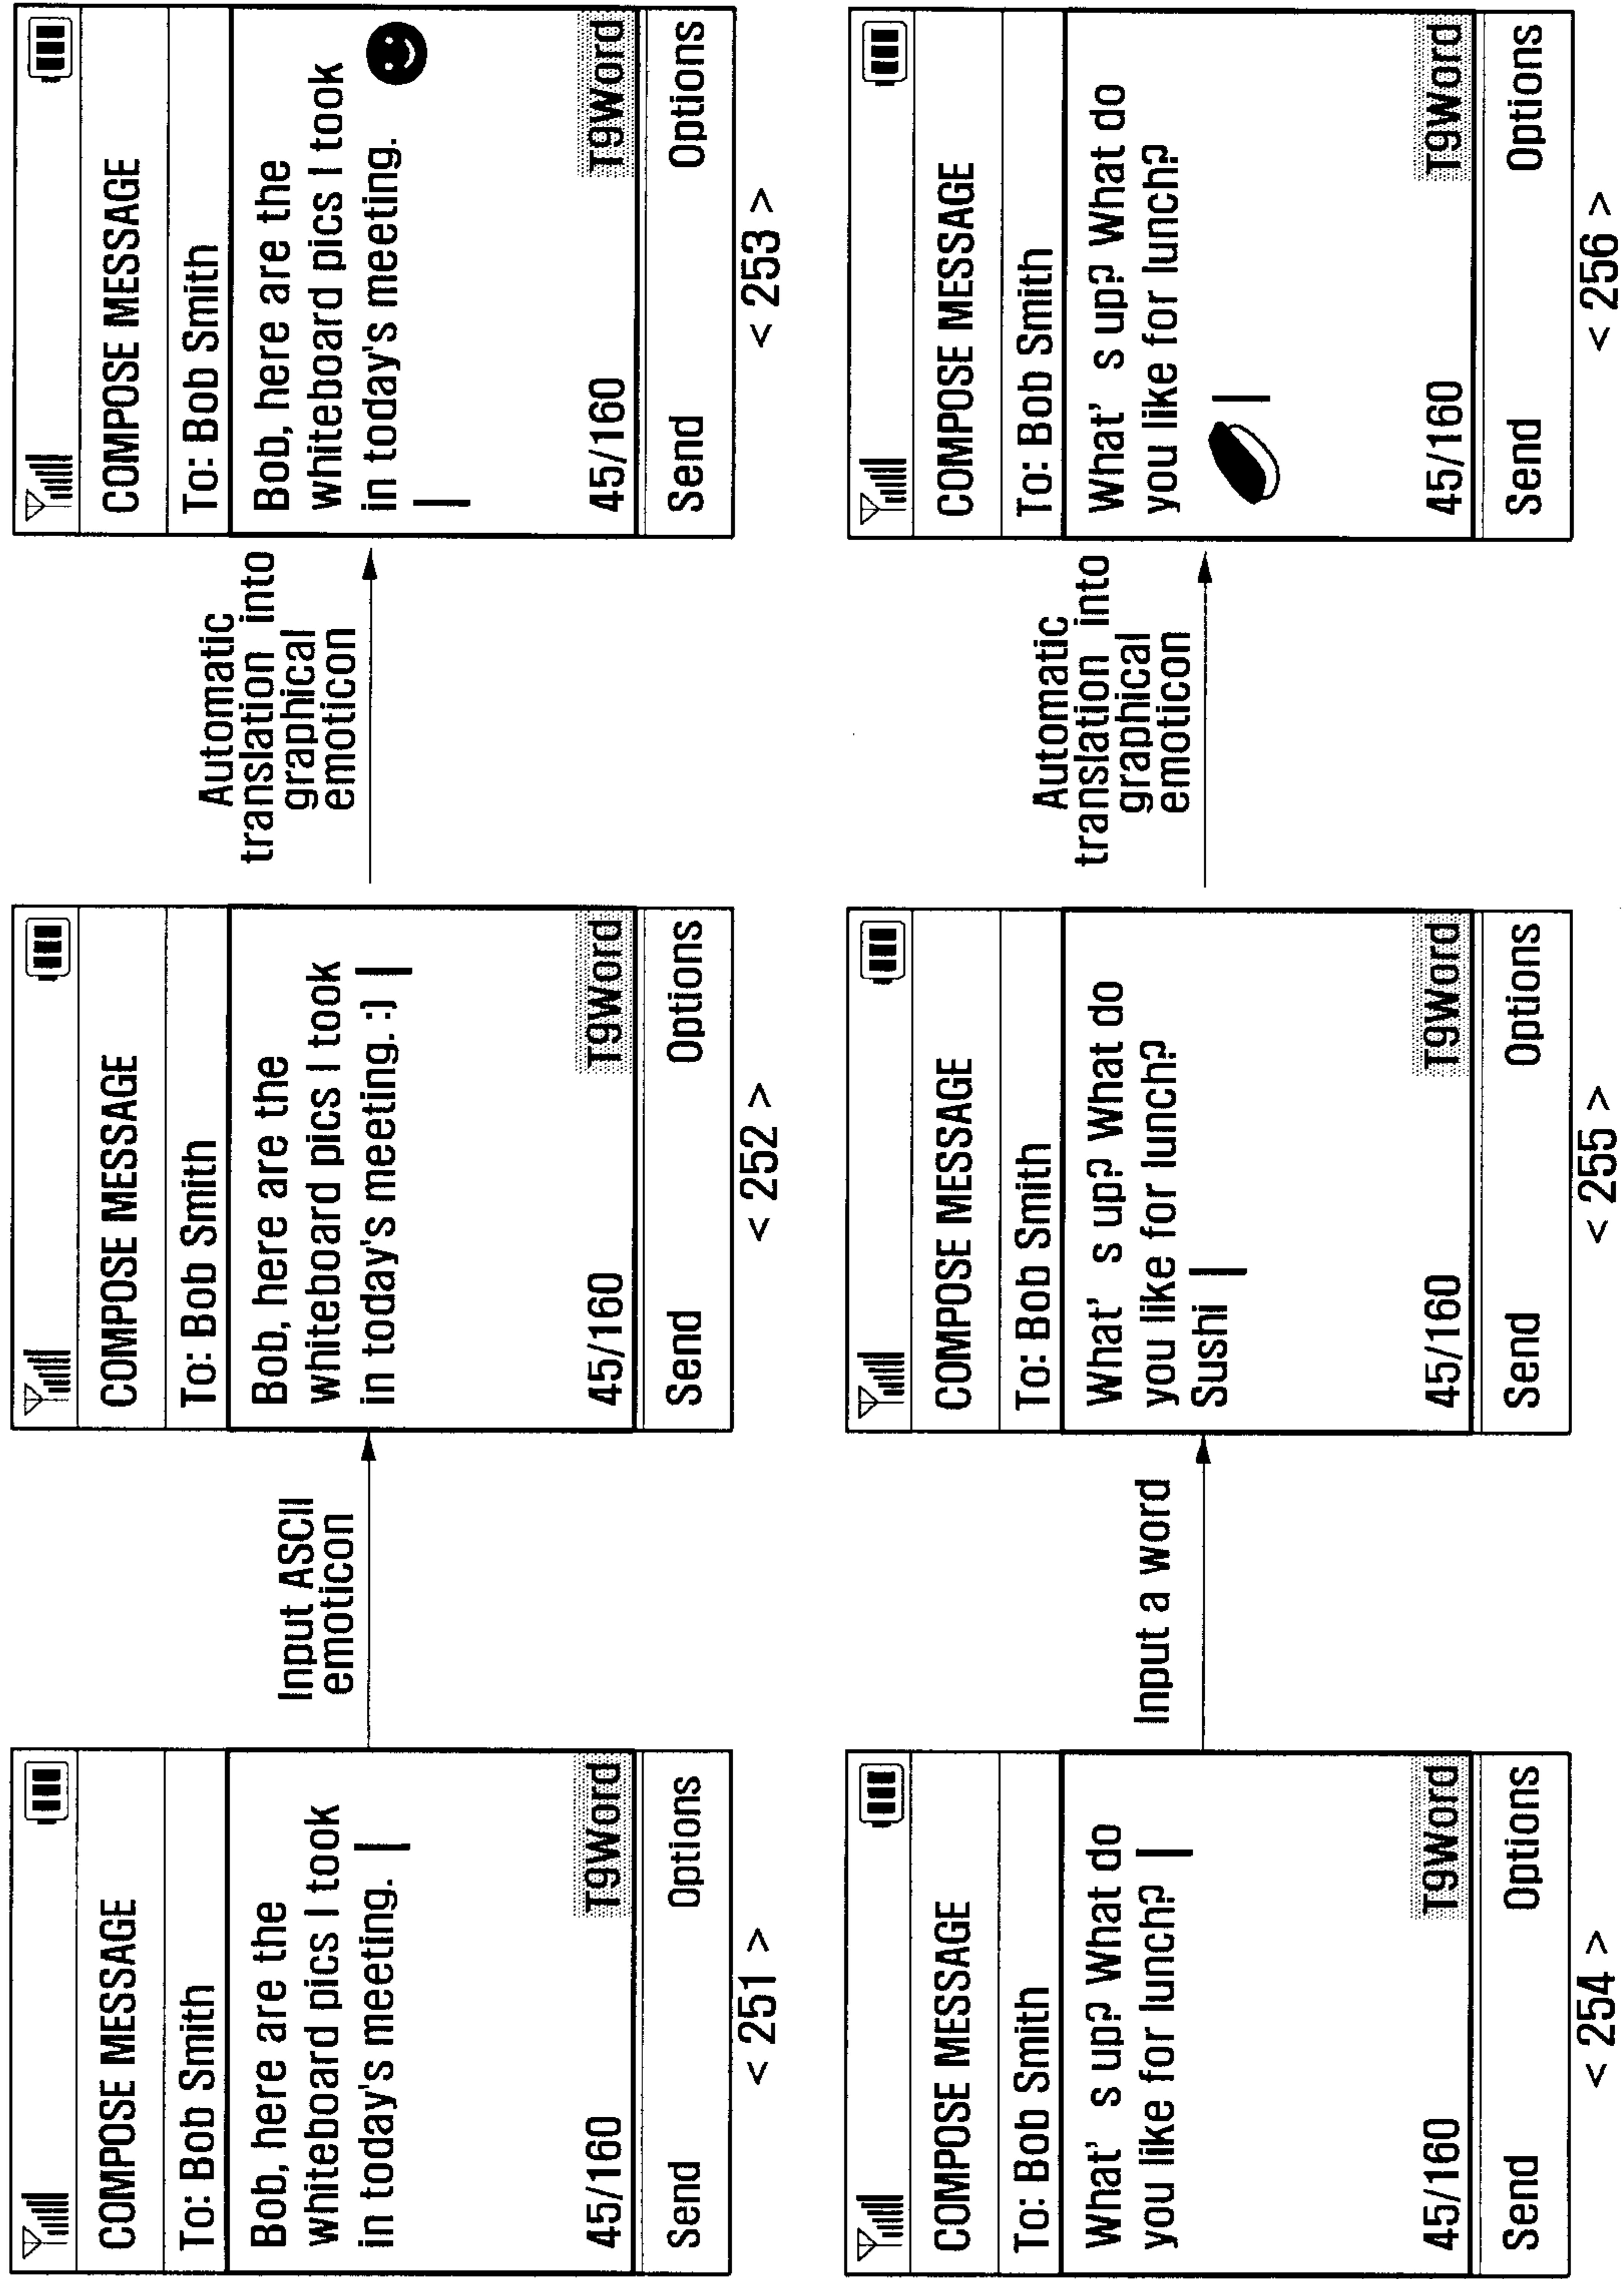 COMPOSE MESSAGE
To: Bob Smith
Bob, here are the
whiteboard pics I took
in today's meeting.
45/160
T9Word
Send
Options
< 251 >
Input ASCII
emoticon
COMPOSE MESSAGE
To: Bob Smith
Bob, here are the
whiteboard pics I took
in today's meeting. :)
45/160
T9Word
Send
Options
< 252 >
Automatic
translation into
graphical
emoticon
COMPOSE MESSAGE
To: Bob Smith
Bob, here are the
whiteboard pics I took
in today's meeting.
45/160
T9Word
Send
Options
< 253 >
COMPOSE MESSAGE
To: Bob Smith
What' s up? What do
you like for lunch?
45/160
T9Word
Send
Options
< 254 >
Input a word
COMPOSE MESSAGE
To: Bob Smith
What' s up? What do
you like for lunch?
Sushi
45/160
T9Word
Send
Options
< 255 >
Automatic
translation into
graphical
emoticon
COMPOSE MESSAGE
To: Bob Smith
What' s up? What do
you like for lunch?
45/160
T9Word
Send
Options
< 256 >